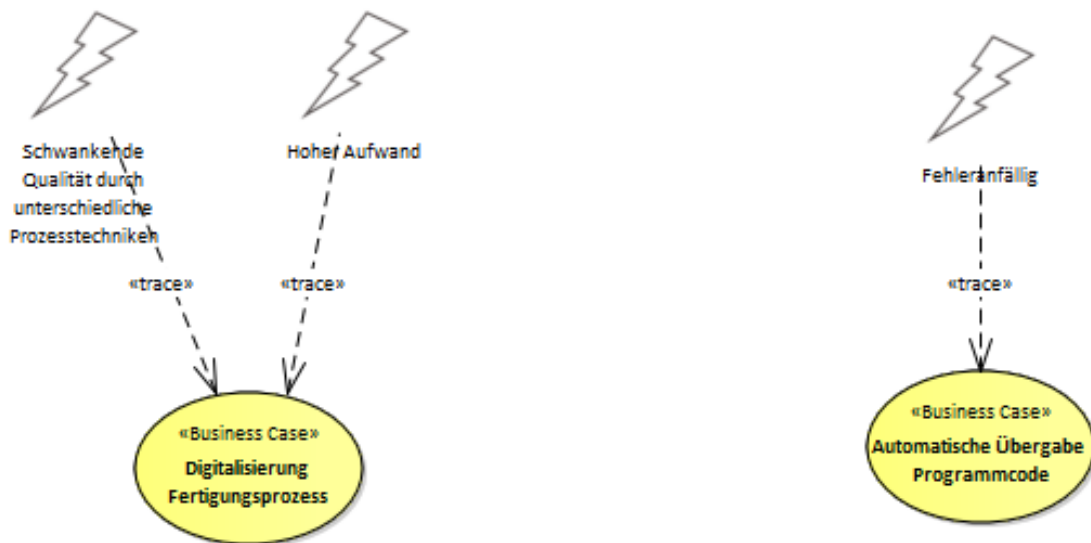 Schwankende
Qualität durch
unterschiedliche
Prozesstechniken
Hoher Aufwand
Fehleranfällig
«trace»
«trace»
«trace»
«Business Case»
Digitalisierung
Fertigungsprozess
«Business Case»
Automatische Übergabe
Programmcode